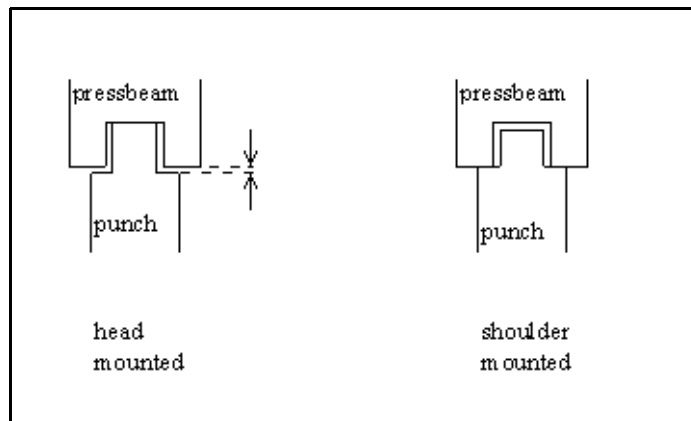 pressbeam
pressbeam
punch
punch
head
mounted
shoulder
mounted